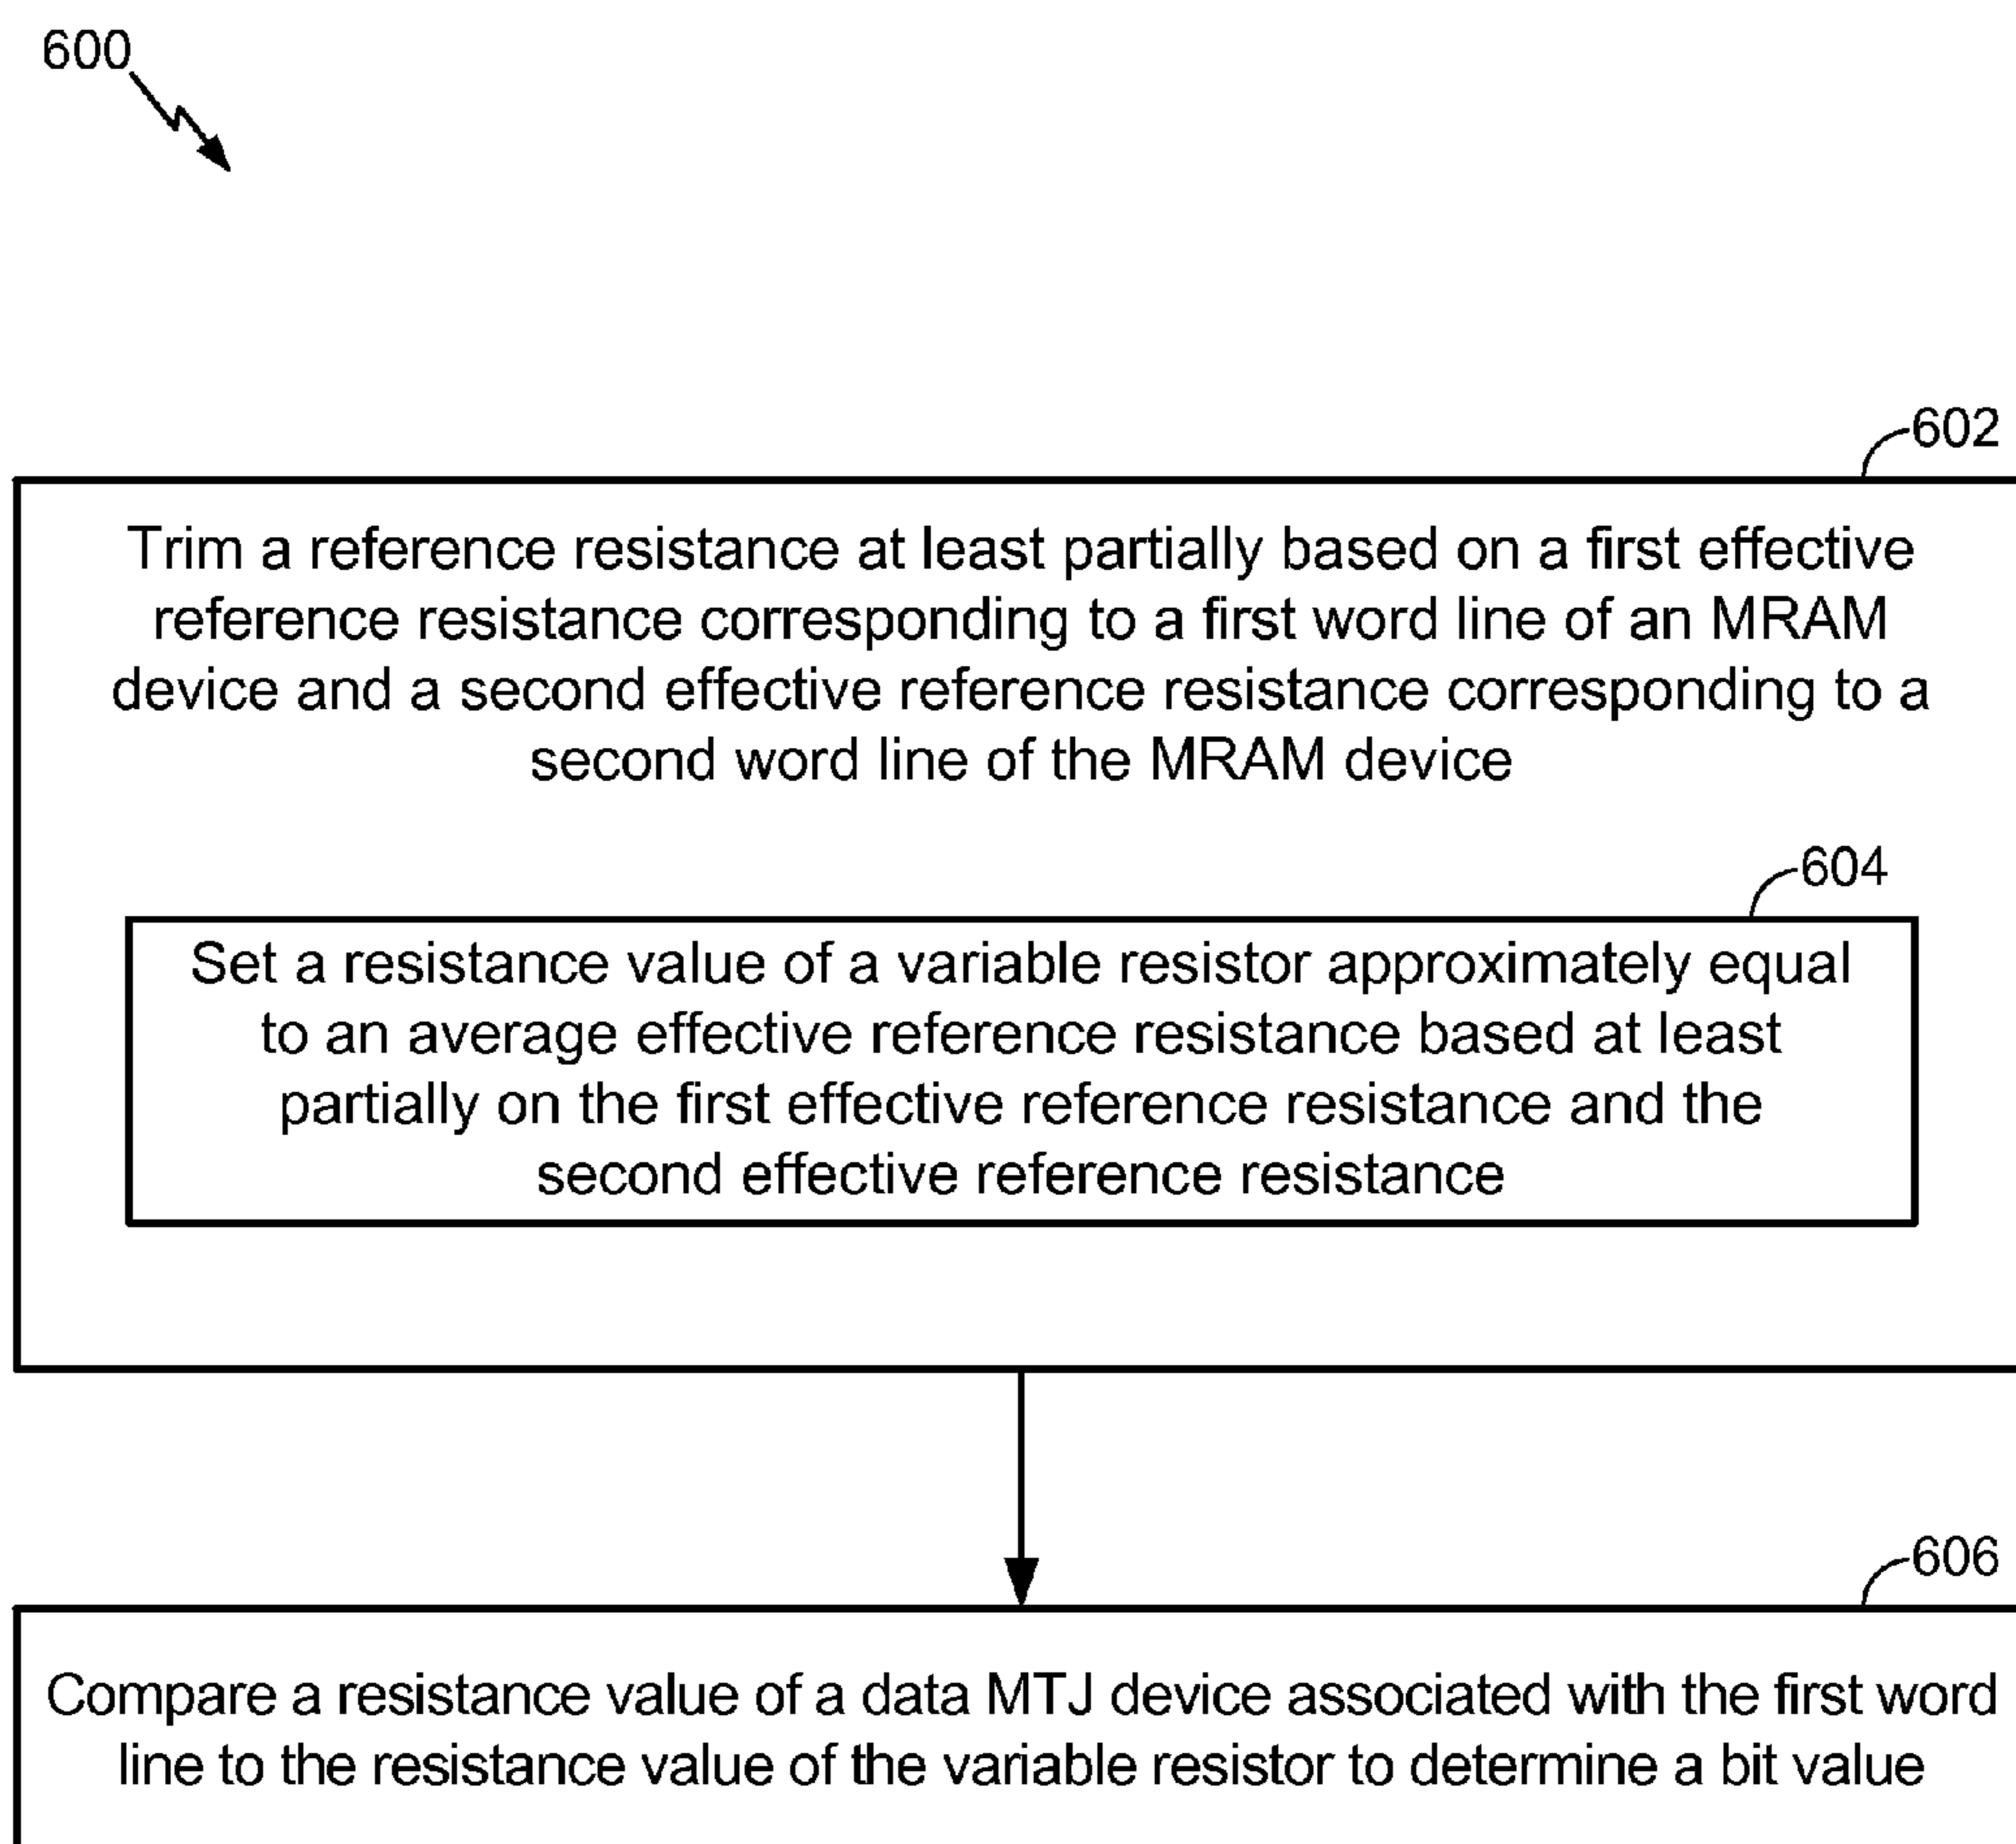 600
602
Trim a reference resistance at least partially based on a first effective
reference resistance corresponding to a first word line of an MRAM
device and a second effective reference resistance corresponding to a
second word line of the MRAM device
604
Set a resistance value of a variable resistor approximately equal
to an average effective reference resistance based at least
partially on the first effective reference resistance and the
second effective reference resistance
606
Compare a resistance value of a data MTJ device associated with the first word
line to the resistance value of the variable resistor to determine a bit value